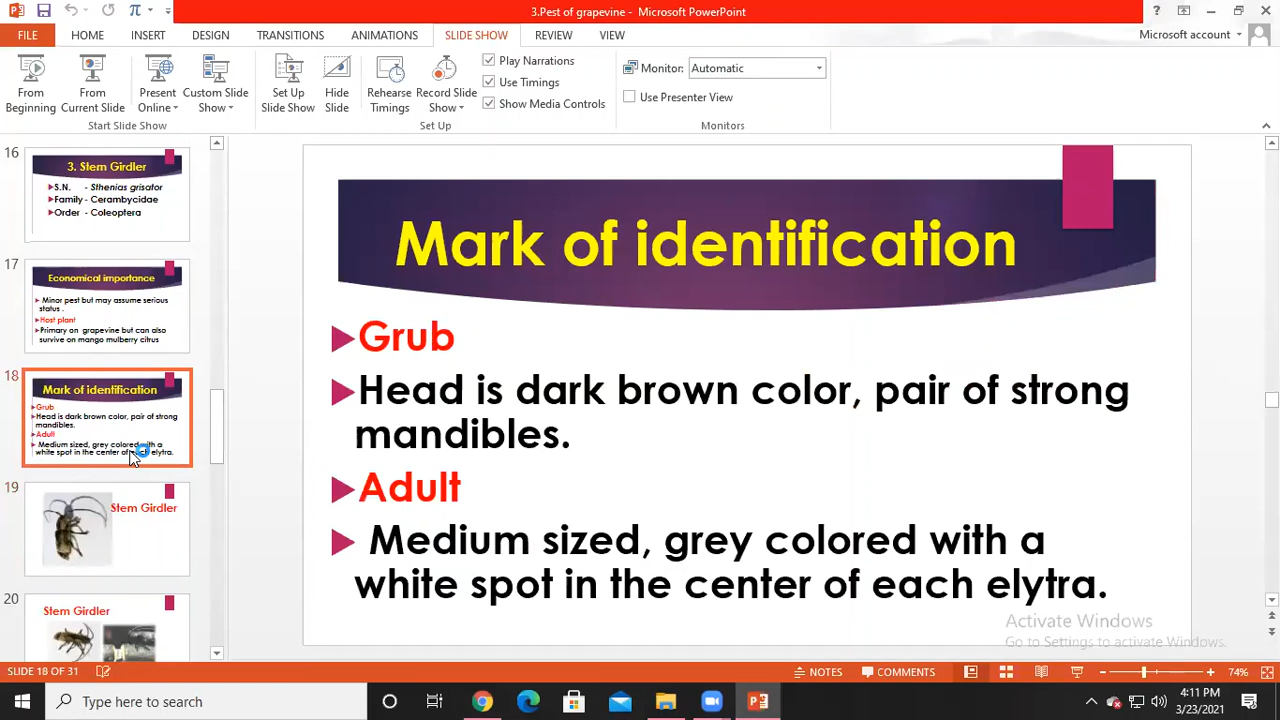 3.Pest of grapevine - Microsoft PowerPoint
FILE HOME INSERT DESIGN TRANSITIONS ANIMATIONS SLIDE SHOW REVIEW VIEW Microsoft account
From Beginning
From Current Slide
Present Online
Custom Slide Show
Set Up Slide Show
Hide Slide
Rehearse Timings
Record Slide Show
Play Narrations
Use Timings
Show Media Controls
Monitor: Automatic
Use Presenter View
Start Slide Show Set Up Monitors
16
3. Stem Girdler
S.N. - Sthenias grisator
Family - Cerambycidae
Order - Coleoptera
17
Economical importance
Minor pest but may assume serious
status .
Host plant
Primary on grapevine but can also
survive on mango mulberry citrus
18
Mark of identification
Grub
Head is dark brown color, pair of strong
mandibles.
Adult
Medium sized, grey colored with a
white spot in the center of each elytra.
19
Stem Girdler
20
Stem Girdler
Mark of identification
Grub
Head is dark brown color, pair of strong
mandibles.
Adult
Medium sized, grey colored with a
white spot in the center of each elytra.
Activate Windows
Go to Settings to activate Windows.
SLIDE 18 OF 31 NOTES COMMENTS 74%
Type here to search
4:11 PM
3/23/2021